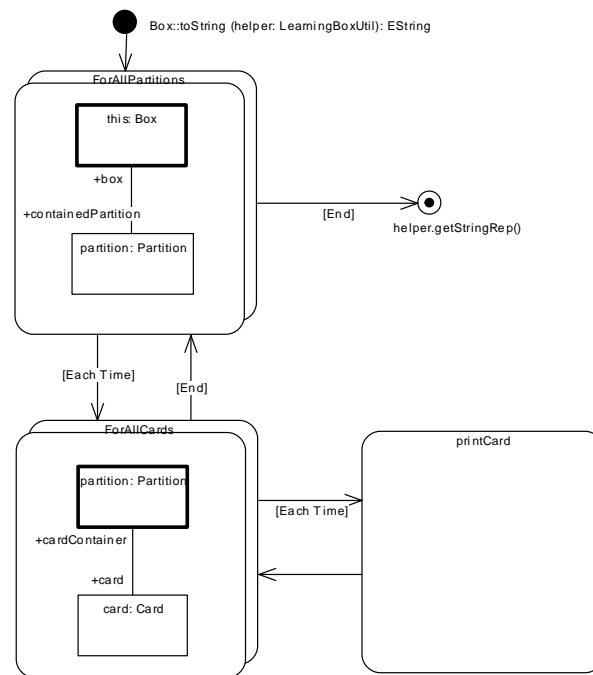 Box::toString (helper: LearningBoxUtil): EString
ForAllPartitions
this: Box
+box
+containedPartition
partition: Partition
[End]
helper.getStringRep()
[Each Time]
[End]
ForAllCards
printCard
partition: Partition
[Each Time]
+cardContainer
+card
card: Card